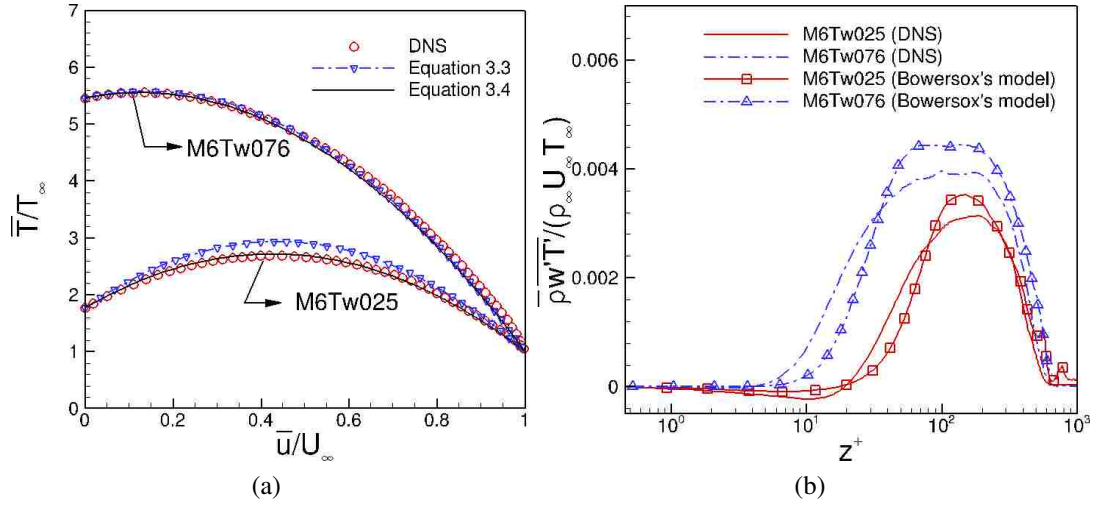 DNS
Equation 3.3
Equation 3.4
7
6
5
4
3
2
1
0
T̅/T∞
M6Tw076
M6Tw025
0 0.2 0.4 0.6 0.8 1
u̅/U∞
(a)
M6Tw025 (DNS)
M6Tw076 (DNS)
M6Tw025 (Bowersox's model)
M6Tw076 (Bowersox's model)
0.006
0.004
0.002
0
ρ̅w'T'/(ρ∞U∞T∞)
10⁰ 10¹ 10² 10³
z⁺
(b)